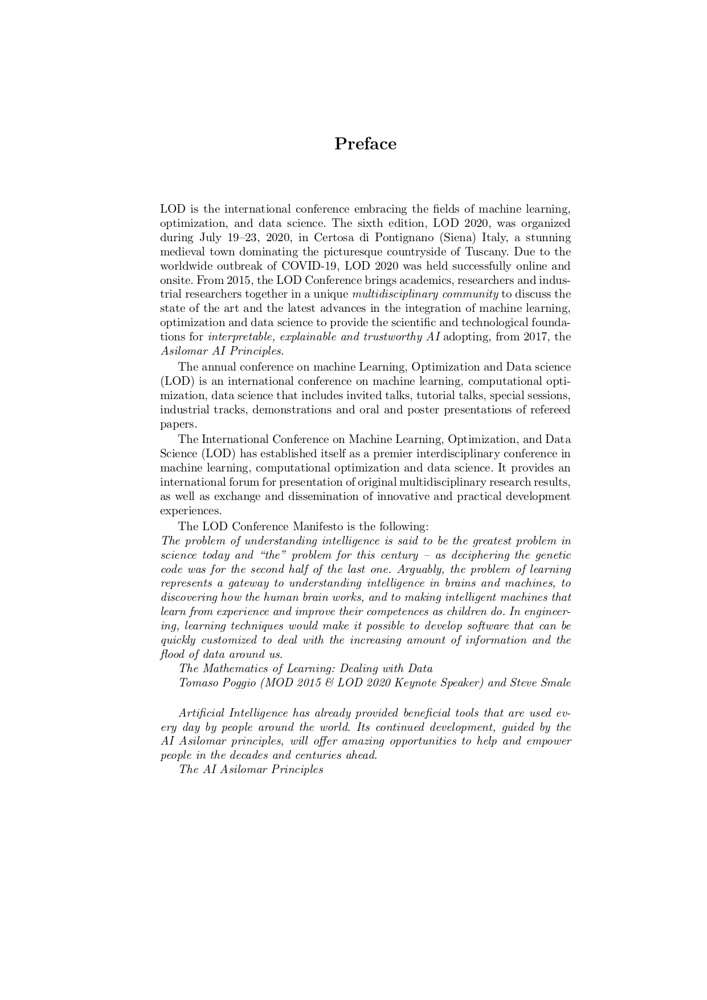 Preface
LOD is the international conference embracing the fields of machine learning,
optimization, and data science. The sixth edition, LOD 2020, was organized
during July 19–23, 2020, in Certosa di Pontignano (Siena) Italy, a stunning
medieval town dominating the picturesque countryside of Tuscany. Due to the
worldwide outbreak of COVID-19, LOD 2020 was held successfully online and
onsite. From 2015, the LOD Conference brings academics, researchers and indus-
trial researchers together in a unique multidisciplinary community to discuss the
state of the art and the latest advances in the integration of machine learning,
optimization and data science to provide the scientific and technological founda-
tions for interpretable, explainable and trustworthy AI adopting, from 2017, the
Asilomar AI Principles.
The annual conference on machine Learning, Optimization and Data science
(LOD) is an international conference on machine learning, computational opti-
mization, data science that includes invited talks, tutorial talks, special sessions,
industrial tracks, demonstrations and oral and poster presentations of refereed
papers.
The International Conference on Machine Learning, Optimization, and Data
Science (LOD) has established itself as a premier interdisciplinary conference in
machine learning, computational optimization and data science. It provides an
international forum for presentation of original multidisciplinary research results,
as well as exchange and dissemination of innovative and practical development
experiences.
The LOD Conference Manifesto is the following:
The problem of understanding intelligence is said to be the greatest problem in
science today and “the” problem for this century – as deciphering the genetic
code was for the second half of the last one. Arguably, the problem of learning
represents a gateway to understanding intelligence in brains and machines, to
discovering how the human brain works, and to making intelligent machines that
learn from experience and improve their competences as children do. In engineer-
ing, learning techniques would make it possible to develop software that can be
quickly customized to deal with the increasing amount of information and the
flood of data around us.
The Mathematics of Learning: Dealing with Data
Tomaso Poggio (MOD 2015 & LOD 2020 Keynote Speaker) and Steve Smale
Artificial Intelligence has already provided beneficial tools that are used ev-
ery day by people around the world. Its continued development, guided by the
AI Asilomar principles, will offer amazing opportunities to help and empower
people in the decades and centuries ahead.
The AI Asilomar Principles